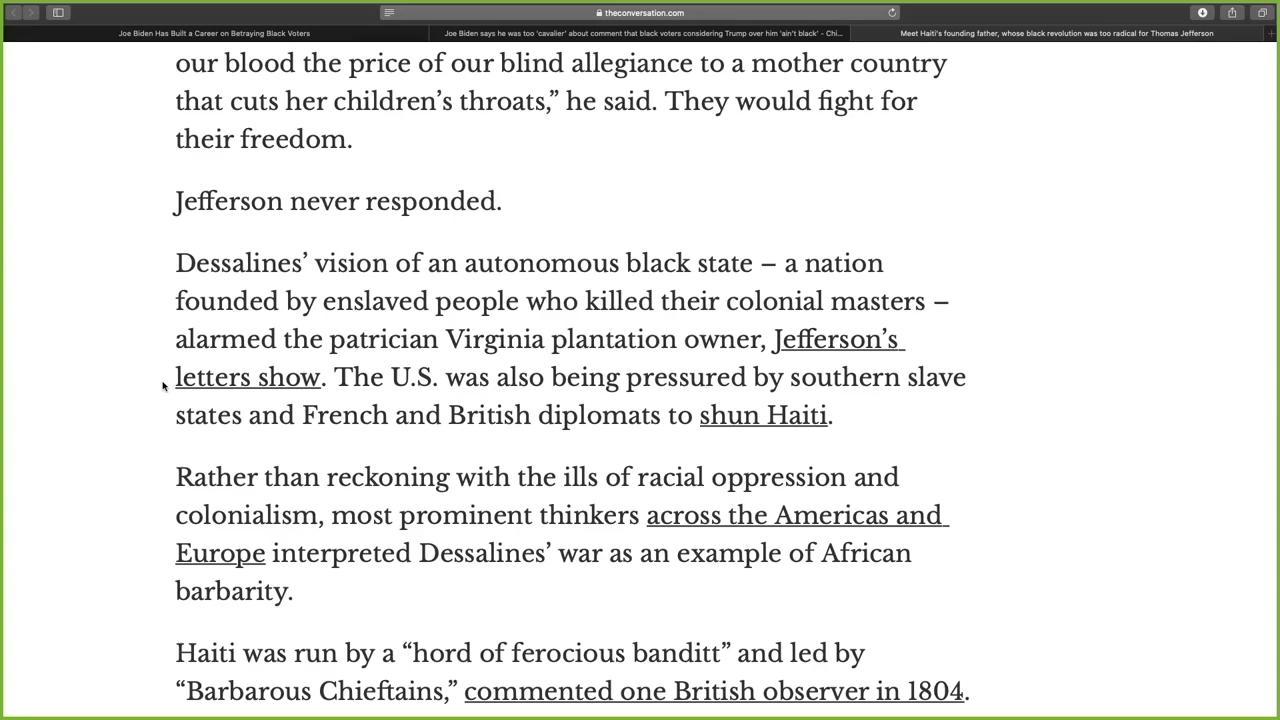 theconversation.com
Joe Biden Has Built a Career on Betraying Black Voters
Joe Biden says he was too 'cavalier' about comment that black voters considering Trump over him 'ain't black' - Chi...
Meet Haiti's founding father, whose black revolution was too radical for Thomas Jefferson
our blood the price of our blind allegiance to a mother country
that cuts her children’s throats,” he said. They would fight for
their freedom.
Jefferson never responded.
Dessalines’ vision of an autonomous black state – a nation
founded by enslaved people who killed their colonial masters –
alarmed the patrician Virginia plantation owner, Jefferson’s
letters show. The U.S. was also being pressured by southern slave
states and French and British diplomats to shun Haiti.
Rather than reckoning with the ills of racial oppression and
colonialism, most prominent thinkers across the Americas and
Europe interpreted Dessalines’ war as an example of African
barbarity.
Haiti was run by a “hord of ferocious banditt” and led by
“Barbarous Chieftains,” commented one British observer in 1804.